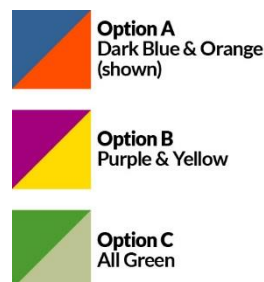 Option A
Dark Blue & Orange
(shown)
Option B
Purple & Yellow
Option C
All Green